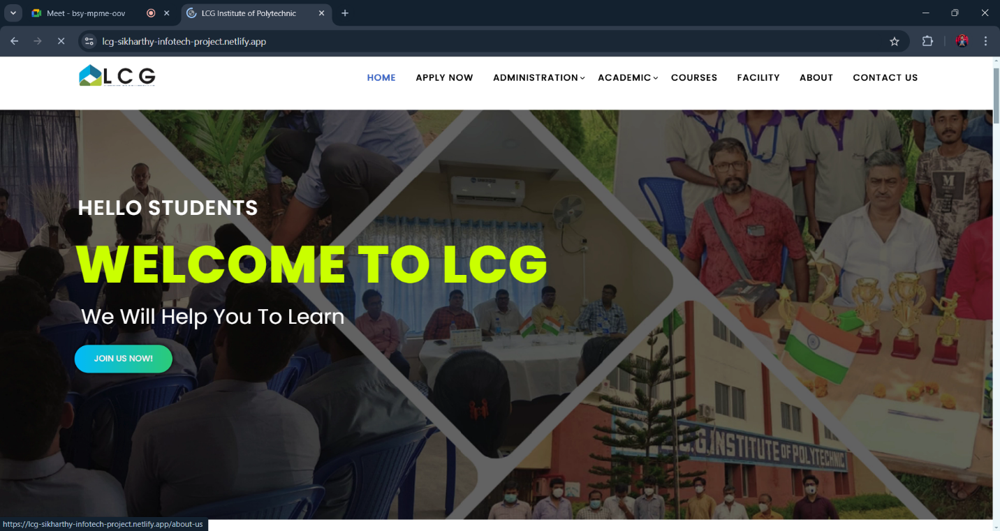 Meet - bsy-mpme-oov
LCG Institute of Polytechnic
lcg-sikharthy-infotech-project.netlify.app
LCG
HOME
APPLY NOW
ADMINISTRATION
ACADEMIC
COURSES
FACILITY
ABOUT
CONTACT US
HELLO STUDENTS
WELCOME TO LCG
We Will Help You To Learn
JOIN US NOW!
C.G. INSTITUTE OF POLYTECHNIC
M
https://lcg-sikharthy-infotech-project.netlify.app/about-us